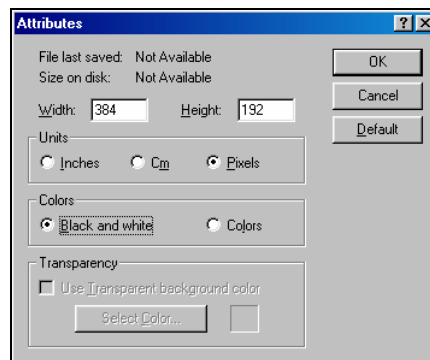 Attributes
File last saved: Not Available
Size on disk: Not Available
Width: 384 Height: 192
Units
Inches Cm Pixels
Colors
Black and white Colors
Transparency
Use Transparent background color
Select Color...
OK
Cancel
Default